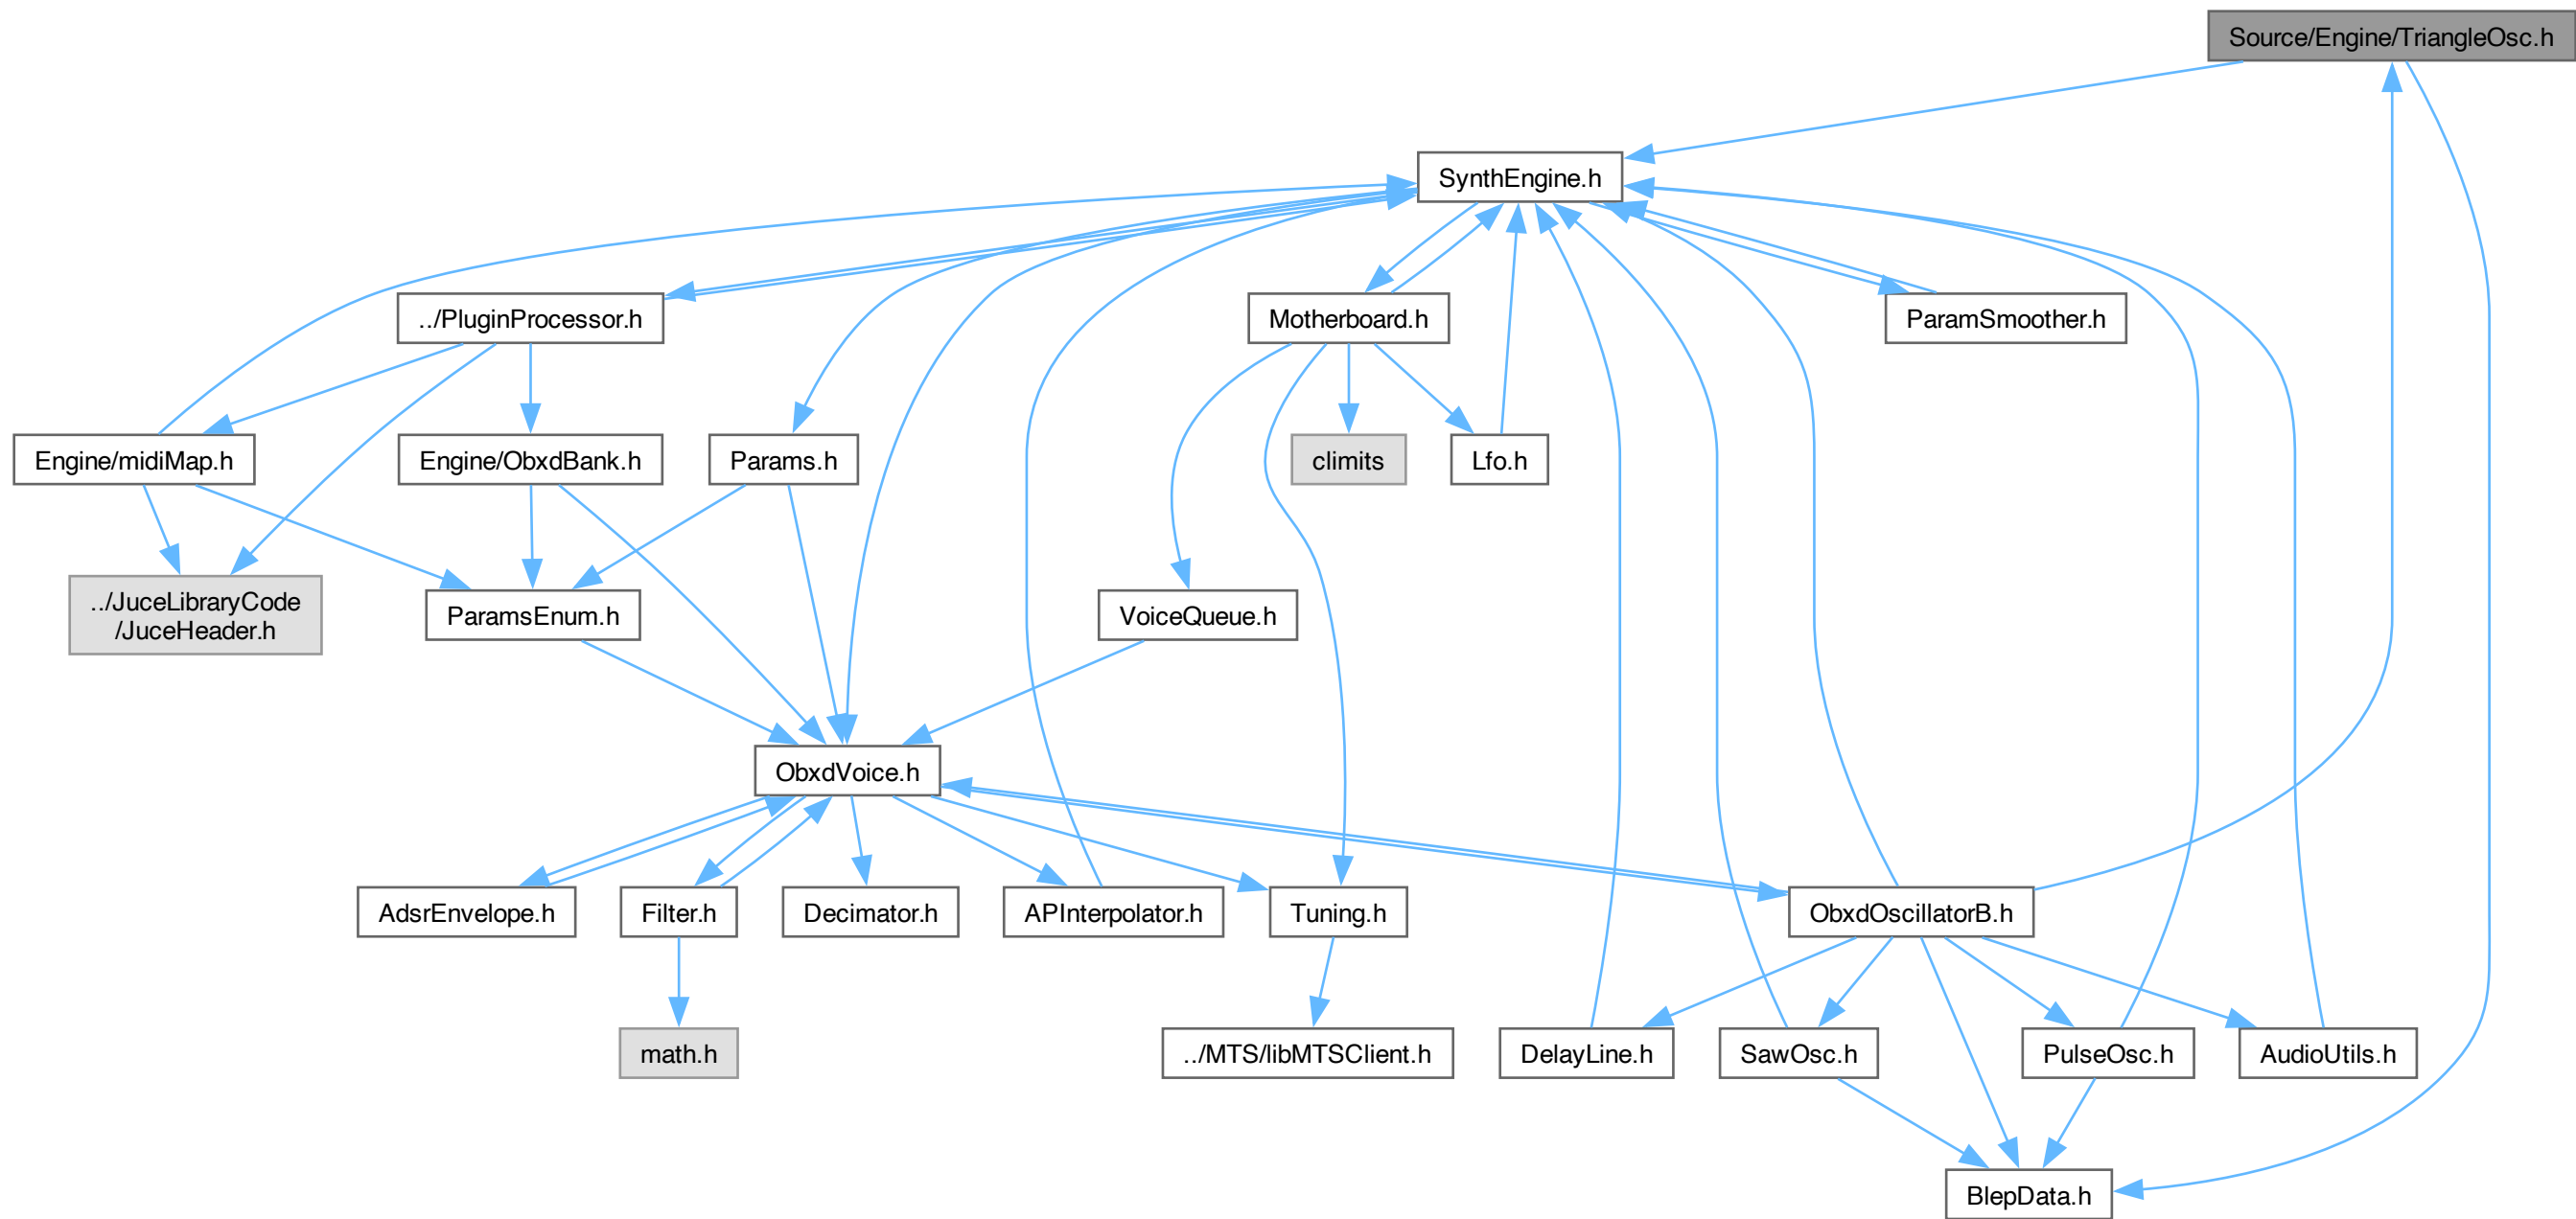 Source/Engine/TriangleOsc.h
SynthEngine.h
../PluginProcessor.h
Motherboard.h
ParamSmoother.h
Engine/midiMap.h
Engine/ObxdBank.h
Params.h
climits
Lfo.h
../JuceLibraryCode
/JuceHeader.h
ParamsEnum.h
VoiceQueue.h
ObxdVoice.h
AdsrEnvelope.h
Filter.h
Decimator.h
APInterpolator.h
Tuning.h
ObxdOscillatorB.h
math.h
../MTS/libMTSClient.h
DelayLine.h
SawOsc.h
PulseOsc.h
AudioUtils.h
BlepData.h